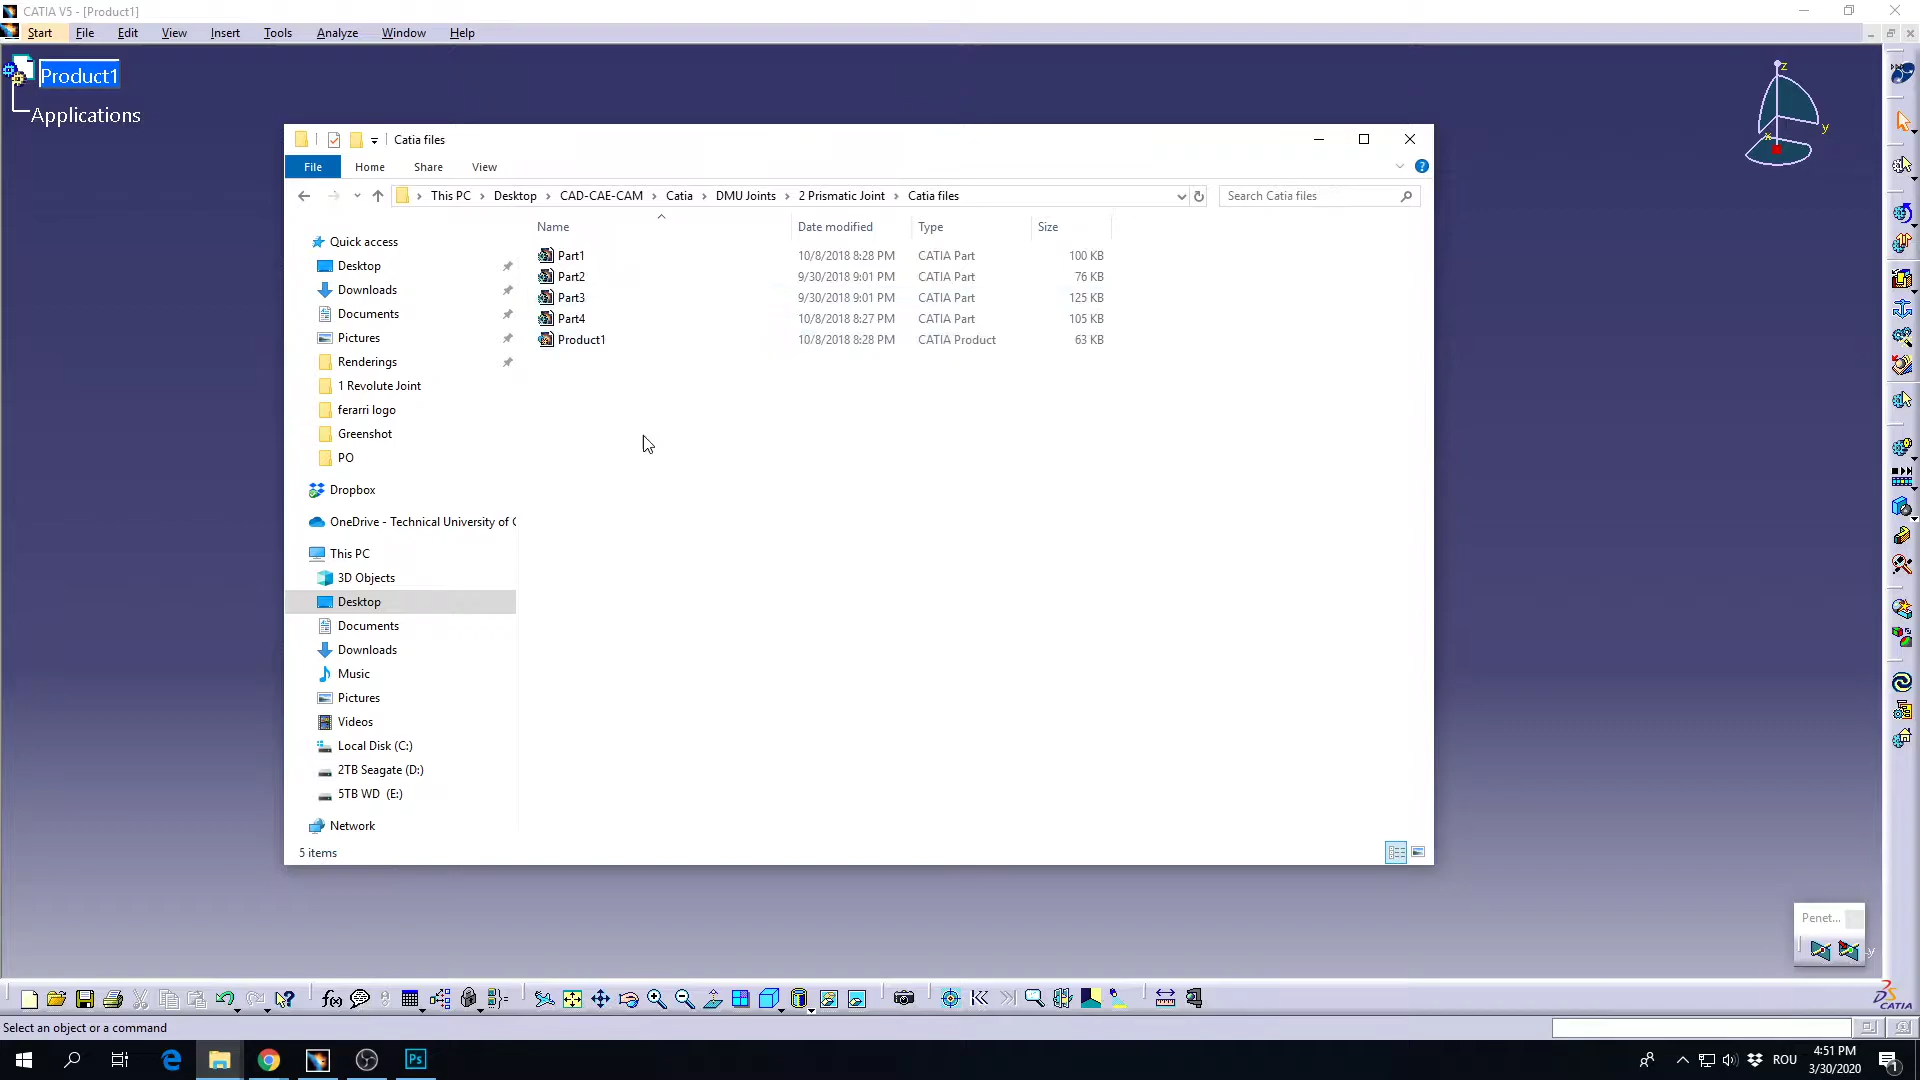 CATIA V5 - [Product1]
Start File Edit View Insert Tools Analyze Window Help
Product1
Applications
z
y
x
Catia files
File Home Share View
This PC > Desktop > CAD-CAE-CAM > Catia > DMU Joints > 2 Prismatic Joint > Catia files
Search Catia files
Name Date modified Type Size
Part1 10/8/2018 8:28 PM CATIA Part 100 KB
Part2 9/30/2018 9:01 PM CATIA Part 76 KB
Part3 9/30/2018 9:01 PM CATIA Part 125 KB
Part4 10/8/2018 8:27 PM CATIA Part 105 KB
Product1 10/8/2018 8:28 PM CATIA Product 63 KB
Quick access
Desktop
Downloads
Documents
Pictures
Renderings
1 Revolute Joint
ferarri logo
Greenshot
PO
Dropbox
OneDrive - Technical University of C
This PC
3D Objects
Desktop
Documents
Downloads
Music
Pictures
Videos
Local Disk (C:)
2TB Seagate (D:)
5TB WD (E:)
Network
5 items
Penet...
y
f(x)
CATIA
Select an object or a command
Ps
ROU
4:51 PM
3/30/2020
1